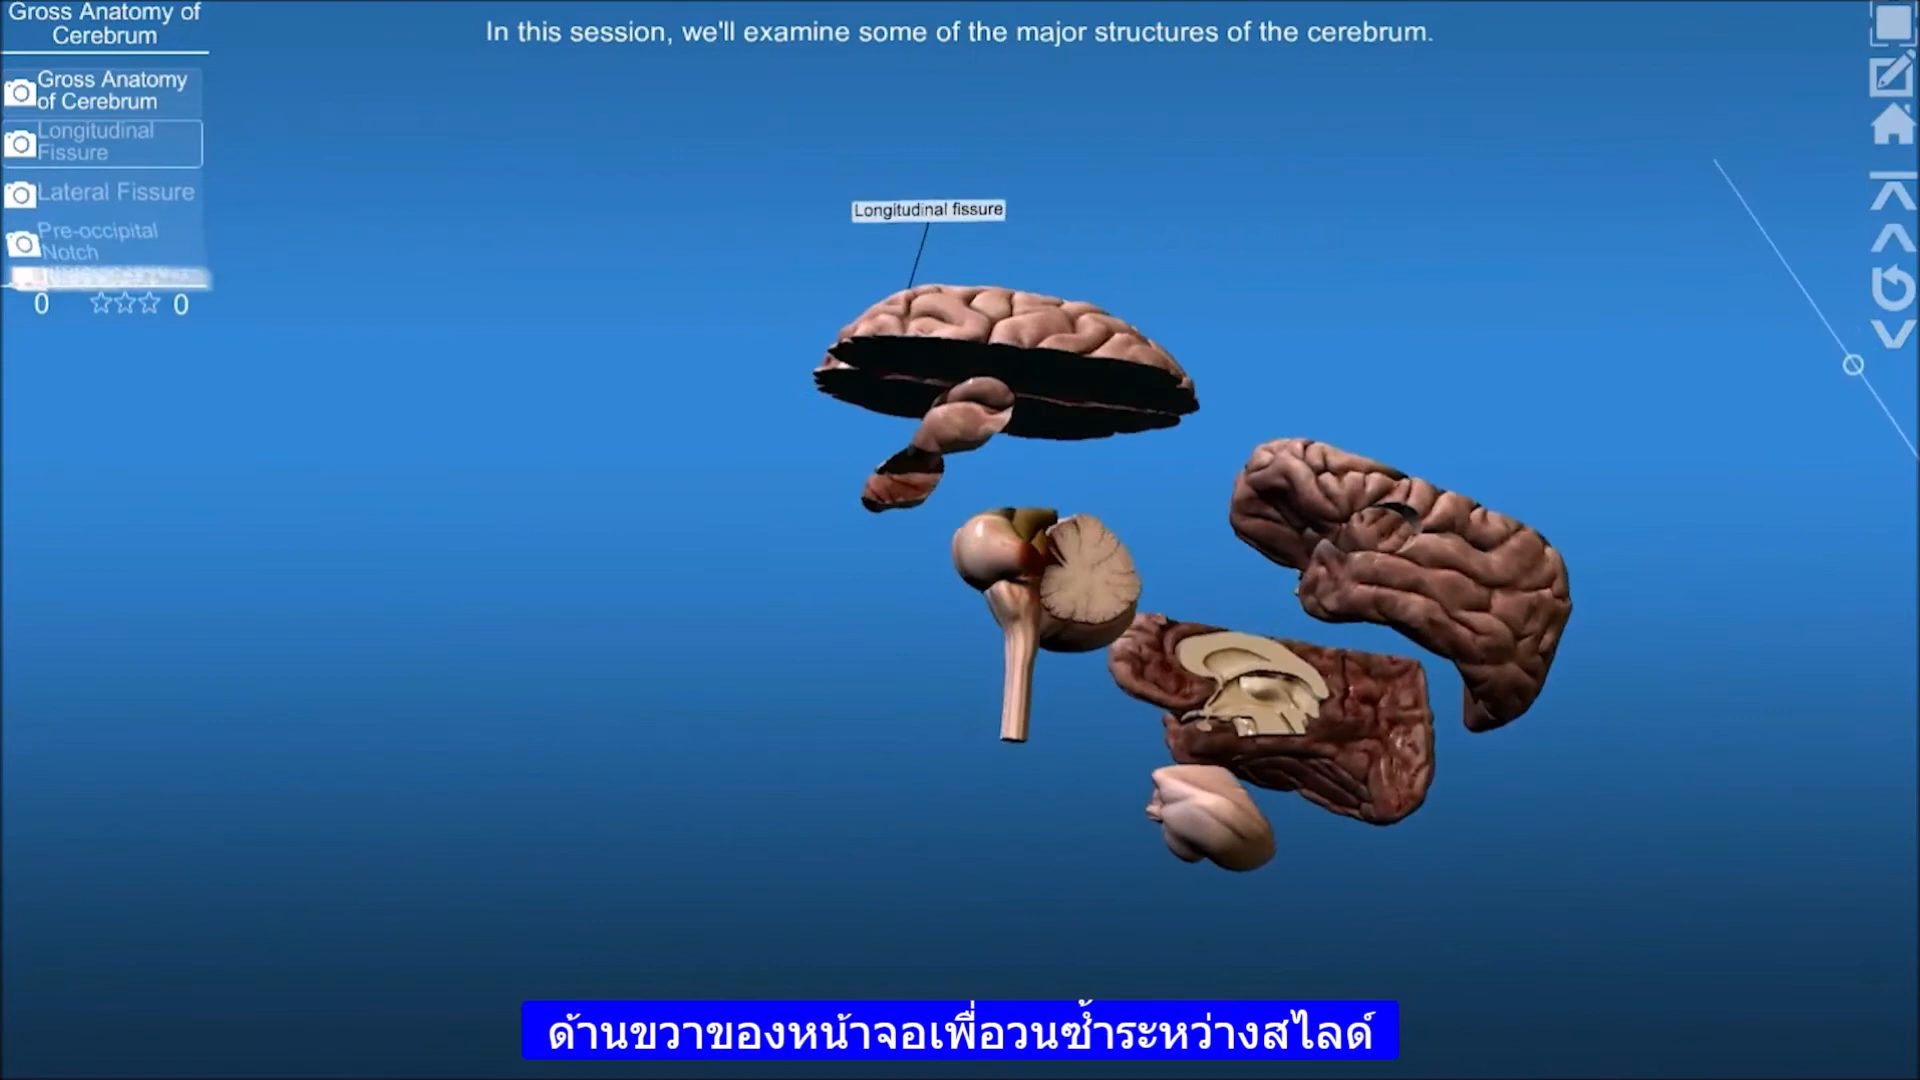 Gross Anatomy of
Cerebrum
In this session, we'll examine some of the major structures of the cerebrum.
Gross Anatomy
of Cerebrum
Longitudinal
Fissure
Lateral Fissure
Pre-occipital
Notch
0 0
Longitudinal fissure
ด้านขวาของหน้าจอเพื่อวนซ้ำระหว่างสไลด์